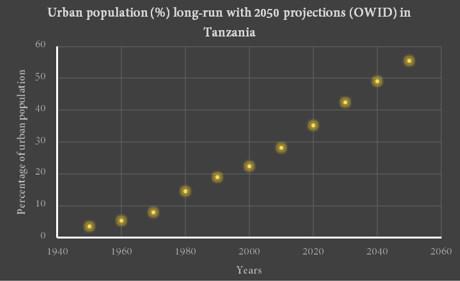 Urban population (%) long-run with 2050 projections (OWID) in
Tanzania
Percentage of urban population
60
50
40
30
20
10
0
1940 1960 1980 2000 2020 2040 2060
Years